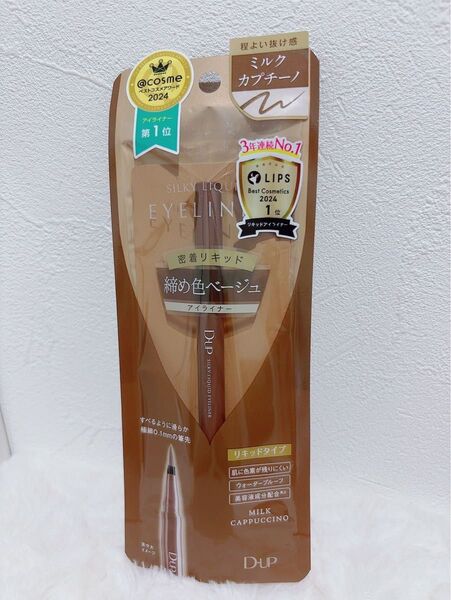 @cosme
ベストコスメアワード
2024
アイライナー
第1位
程よい抜け感
ミルク
カプチーノ
3年連続No.1
LIPS
Best Cosmetics
2024
1位
リキッドアイライナー
SILKY LIQU
EYELIN
密着リキッド
締め色ベージュ
アイライナー
D-UP SILKY LIQUID EYELINER
すべるように滑らか
極細0.1mmの筆先
リキッドタイプ
肌に色素が残りにくい
ウォータープルーフ
美容液成分配合
MILK
CAPPUCCINO
D-UP
D-UP